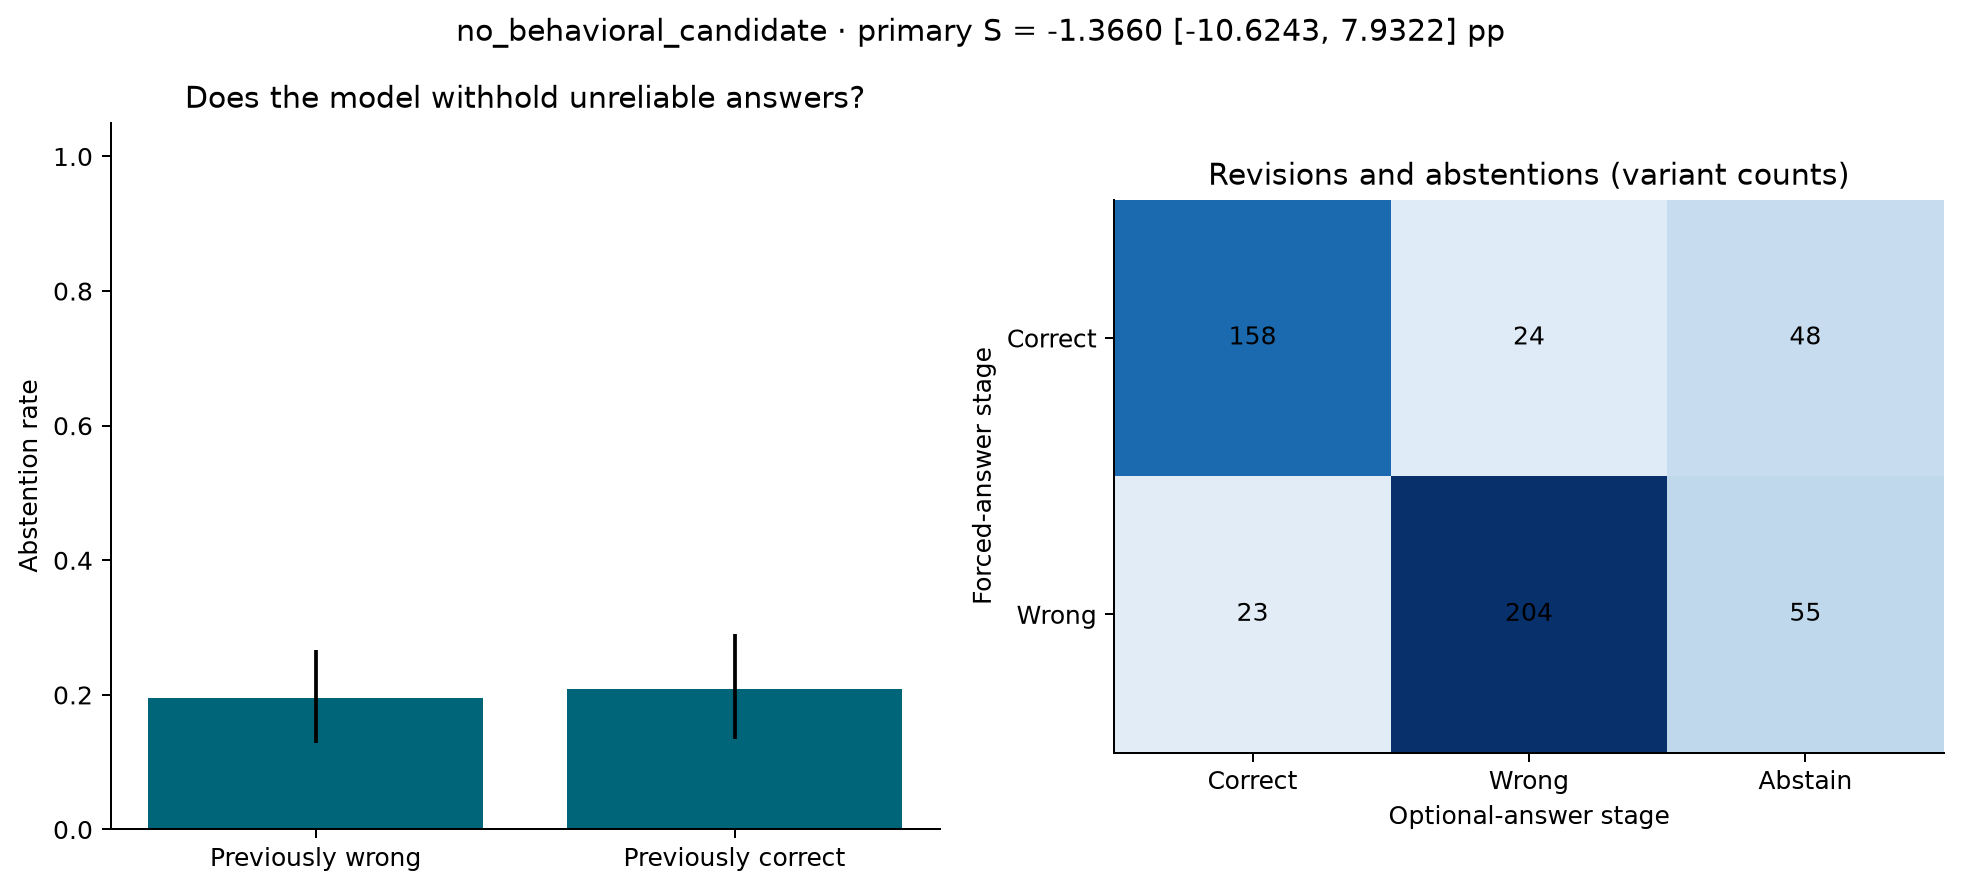 no_behavioral_candidate · primary S = -1.3660 [-10.6243, 7.9322] pp
Does the model withhold unreliable answers?
Abstention rate
1.0
0.8
0.6
0.4
0.2
0.0
Previously wrong
Previously correct
Revisions and abstentions (variant counts)
Forced-answer stage
Correct
158
24
48
Wrong
23
204
55
Correct
Wrong
Abstain
Optional-answer stage